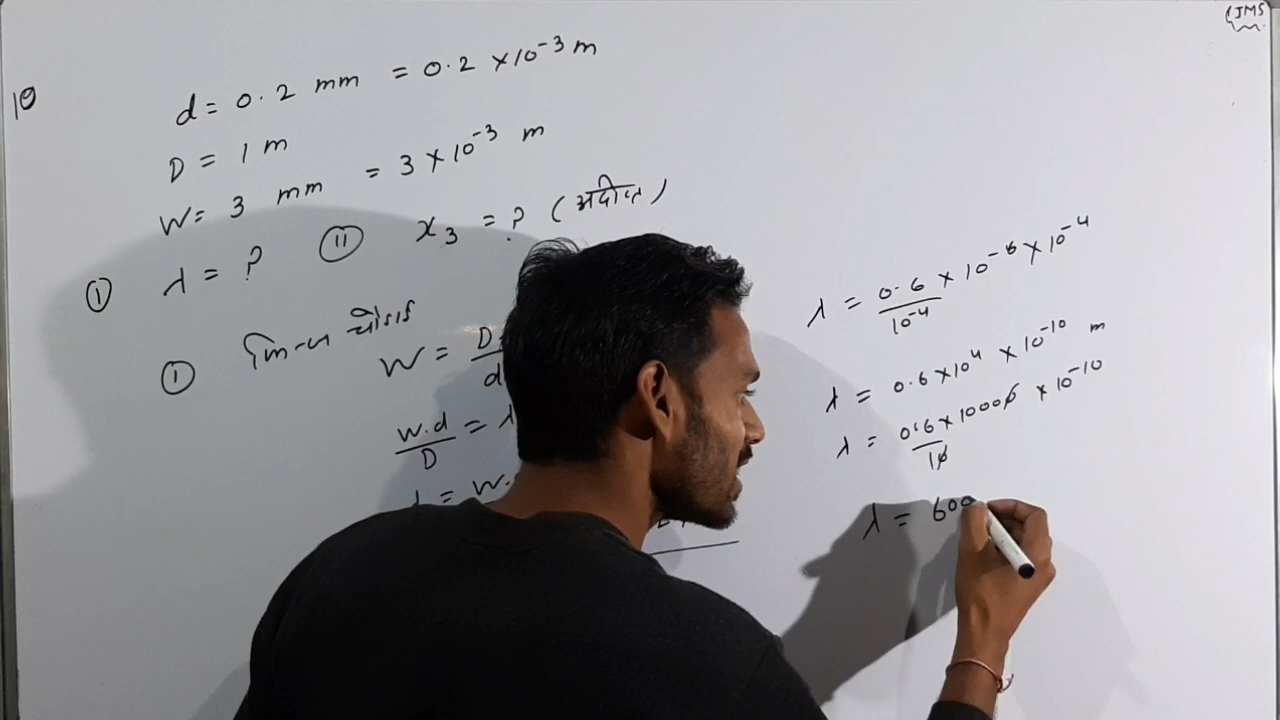 (JMS
10
d = 0.2 mm = 0.2 ×10⁻³ m
D = 1 m
W = 3 mm = 3 × 10⁻³ m
① λ = ? ⑪ x₃ = ? (अदीप्त)
① फ्रिन्ज चौडाई
W = D
d
W.d / D = λ
λ = W.
λ = 0.6 × 10⁻⁶ × 10⁻⁴ / 10⁻⁴
λ = 0.6 × 10⁴ × 10⁻¹⁰ m
λ = 0.6 × 10000 × 10⁻¹⁰
10
λ = 600